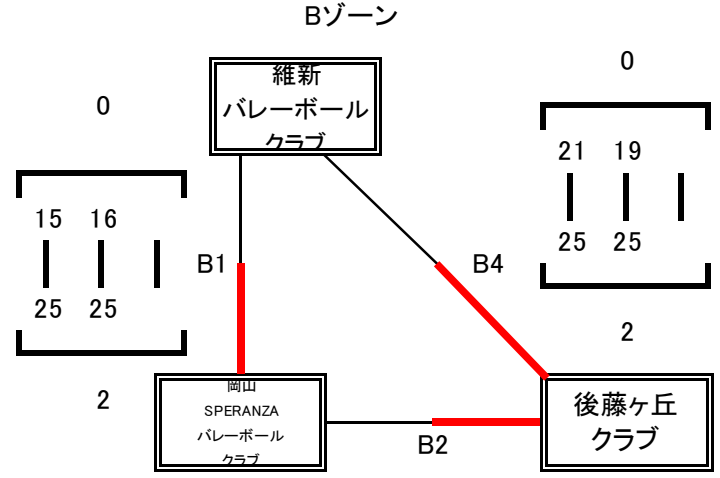 Bゾーン
0
維新
バレーボール
クラブ
0
21 19
25 25
2
15 16
25 25
2
B1
B4
岡山
SPERANZA
バレーボール
クラブ
B2
後藤ヶ丘
クラブ